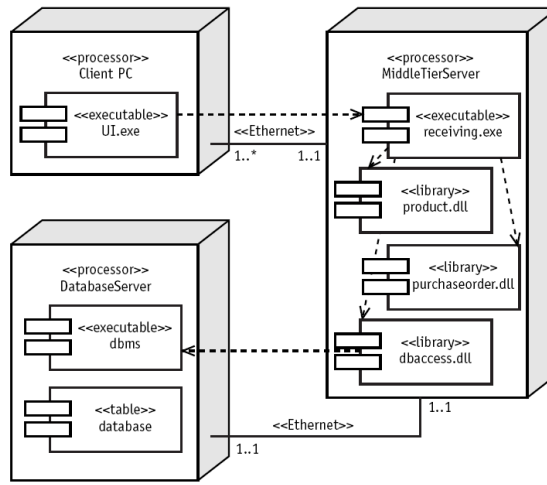 <<processor>>
Client PC
<<executable>>
UI.exe
<<Ethernet>>
1..*
1..1
<<processor>>
MiddleTierServer
<<executable>>
receiving.exe
<<library>>
product.dll
<<library>>
purchaseorder.dll
<<library>>
dbaccess.dll
<<processor>>
DatabaseServer
<<executable>>
dbms
<<table>>
database
<<Ethernet>>
1..1
1..1